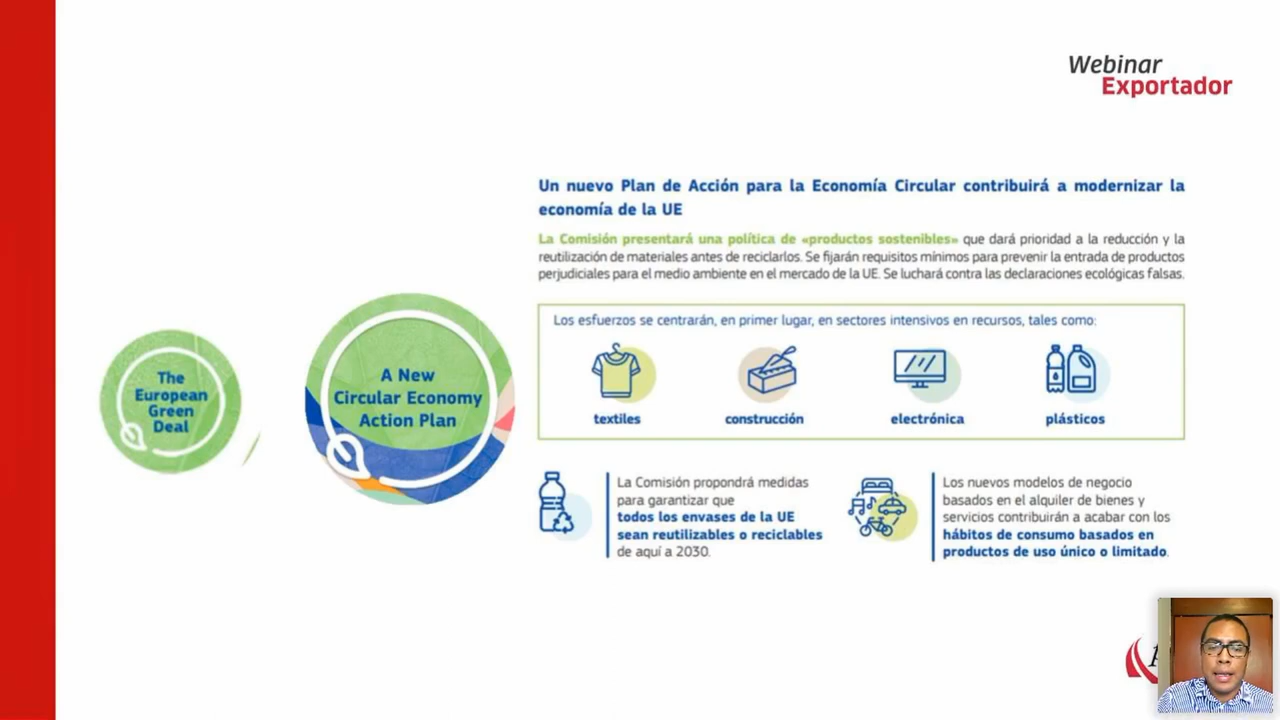 Webinar
Exportador
Un nuevo Plan de Acción para la Economía Circular contribuirá a modernizar la
economía de la UE
La Comisión presentará una política de «productos sostenibles» que dará prioridad a la reducción y la
reutilización de materiales antes de reciclarlos. Se fijarán requisitos mínimos para prevenir la entrada de productos
perjudiciales para el medio ambiente en el mercado de la UE. Se luchará contra las declaraciones ecológicas falsas.
Los esfuerzos se centrarán, en primer lugar, en sectores intensivos en recursos, tales como:
textiles
construcción
electrónica
plásticos
The
European
Green
Deal
A New
Circular Economy
Action Plan
La Comisión propondrá medidas
para garantizar que
todos los envases de la UE
sean reutilizables o reciclables
de aquí a 2030.
Los nuevos modelos de negocio
basados en el alquiler de bienes y
servicios contribuirán a acabar con los
hábitos de consumo basados en
productos de uso único o limitado.